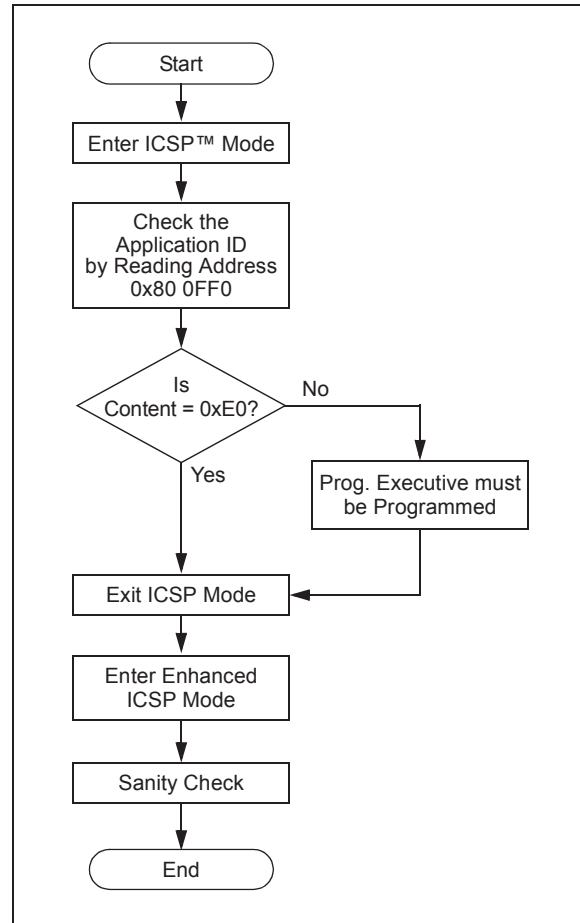 Start
Enter ICSP™ Mode
Check the
Application ID
by Reading Address
0x80 0FF0
Is
Content = 0xE0?
No
Yes
Prog. Executive must
be Programmed
Exit ICSP Mode
Enter Enhanced
ICSP Mode
Sanity Check
End